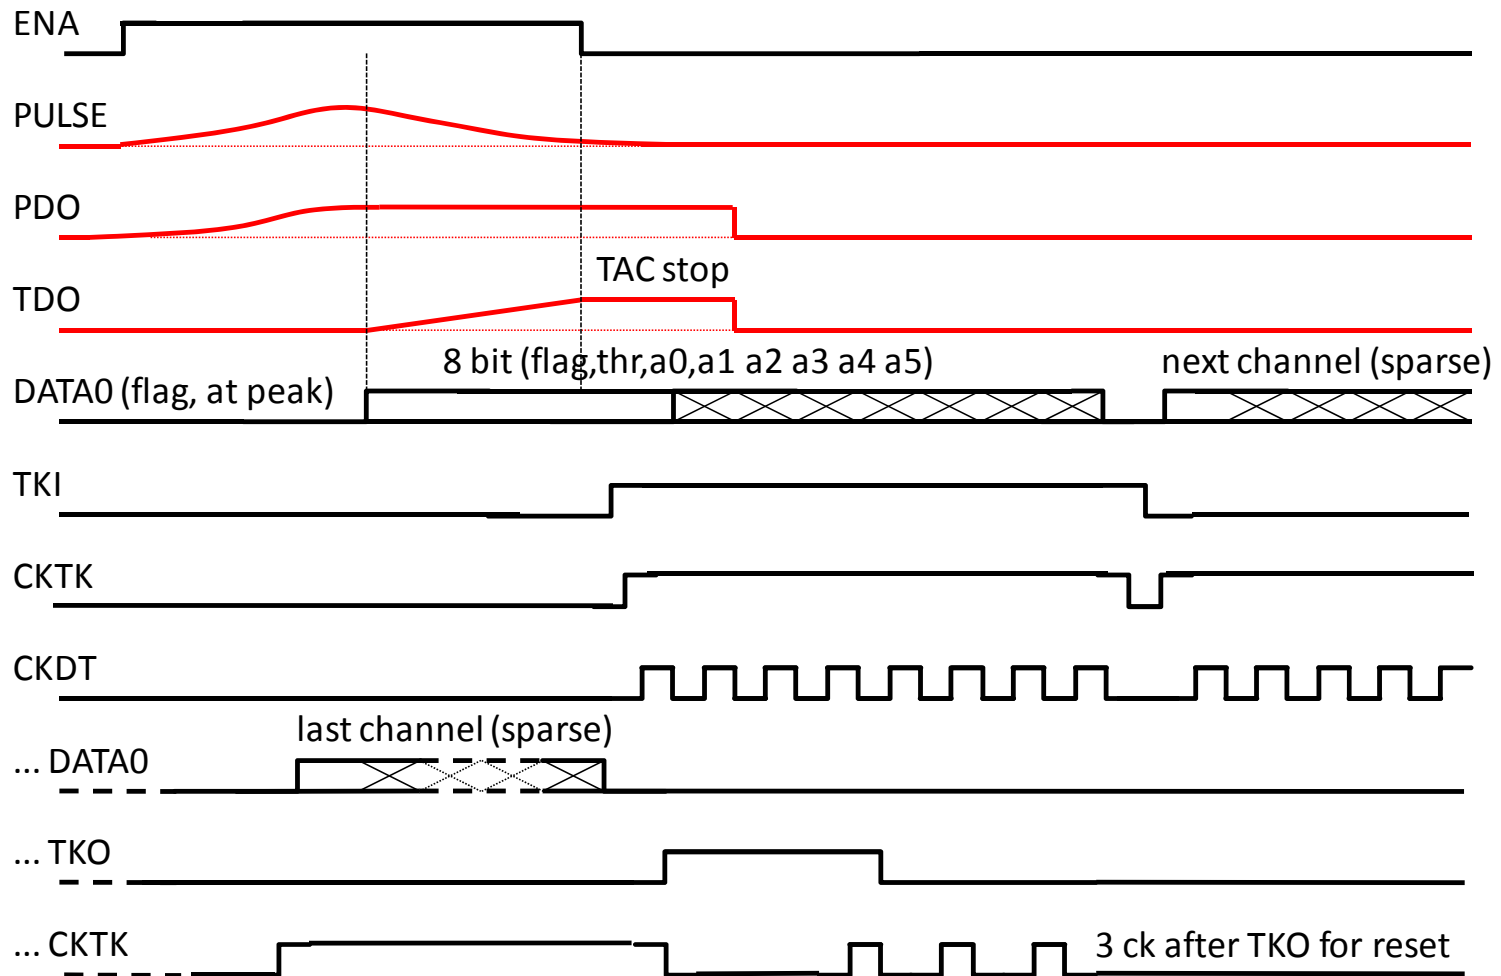 ENA
PULSE
PDO
TAC stop
TDO
8 bit (flag,thr,a0,a1 a2 a3 a4 a5)
next channel (sparse)
DATA0 (flag, at peak)
TKI
CKTK
CKDT
last channel (sparse)
... DATA0
... TKO
... CKTK
3 ck after TKO for reset